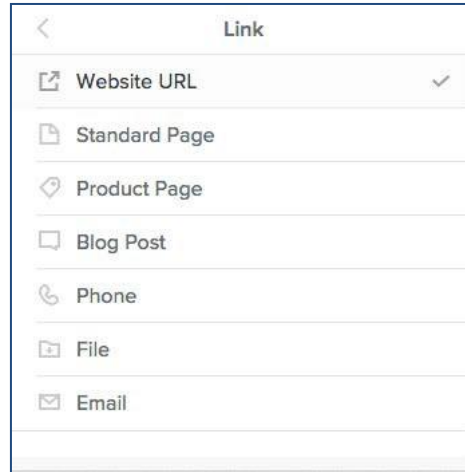 Link
Website URL
Standard Page
Product Page
Blog Post
Phone
File
Email